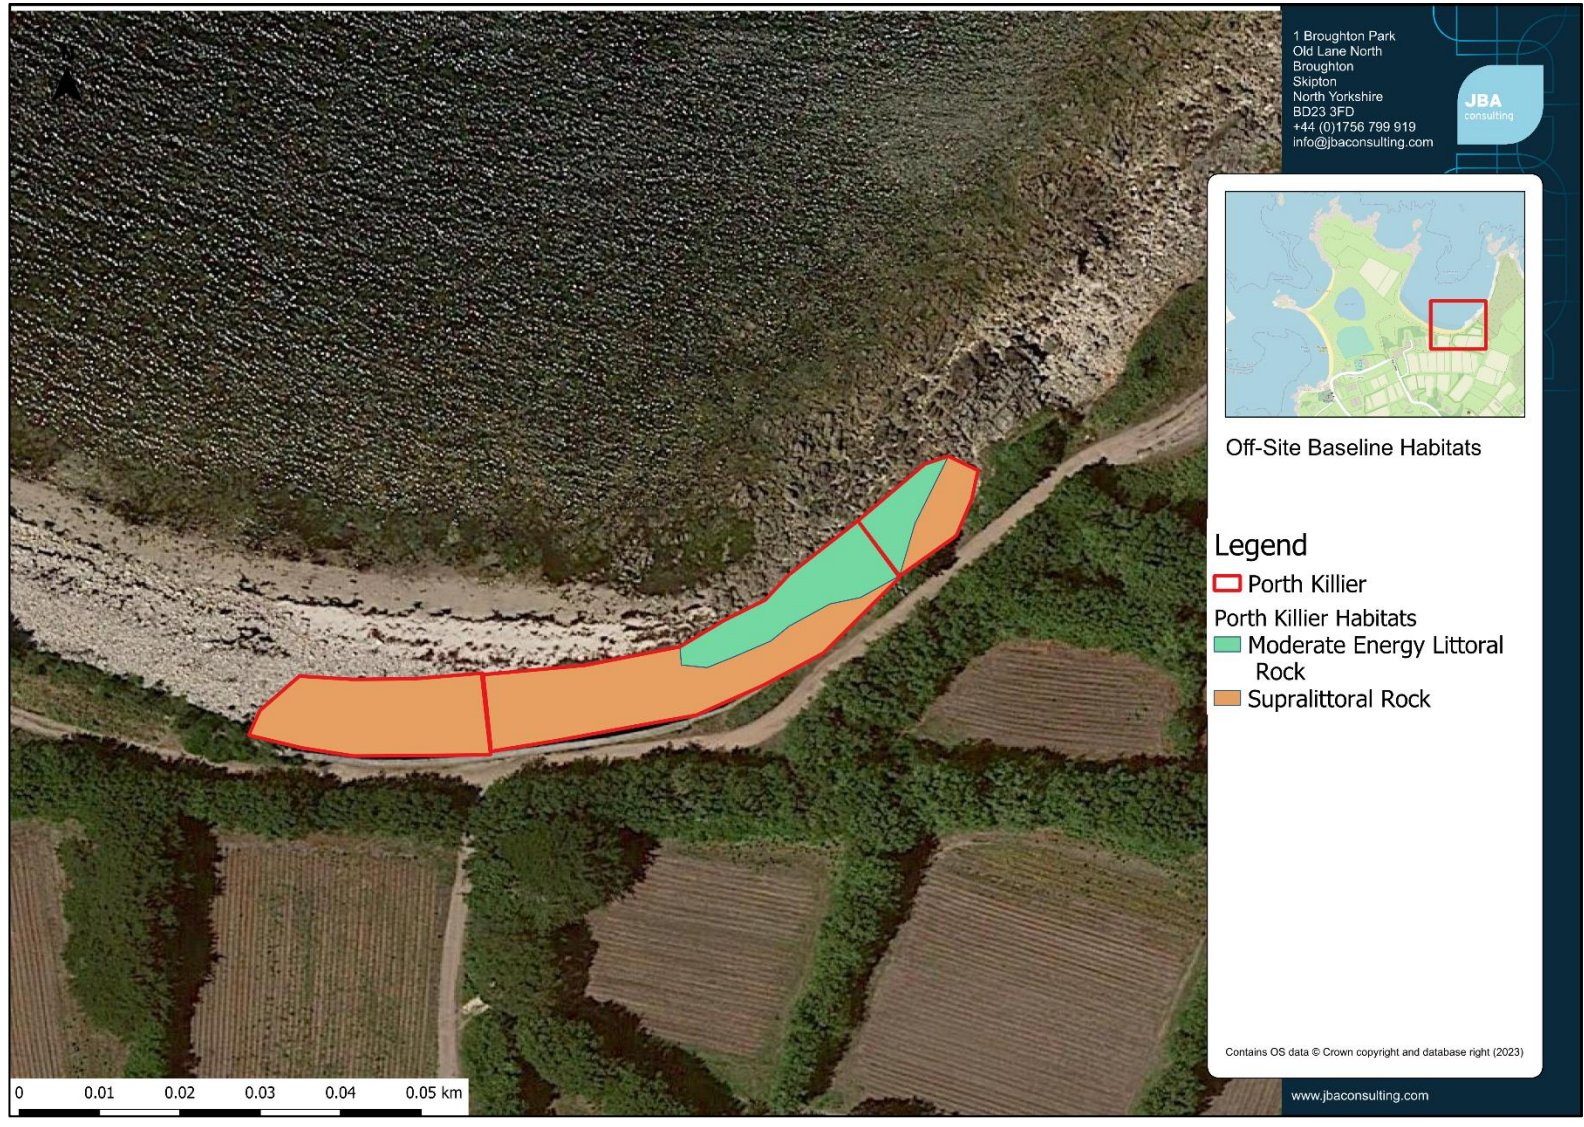 1 Broughton Park
Old Lane North
Broughton
Skipton
North Yorkshire
BD23 3FD
+44 (0)1756 799 919
info@jbaconsulting.com
JBA
consulting
Off-Site Baseline Habitats
Legend
Porth Killier
Porth Killier Habitats
Moderate Energy Littoral
Rock
Supralittoral Rock
Contains OS data © Crown copyright and database right (2023)
www.jbaconsulting.com
0 0.01 0.02 0.03 0.04 0.05 km